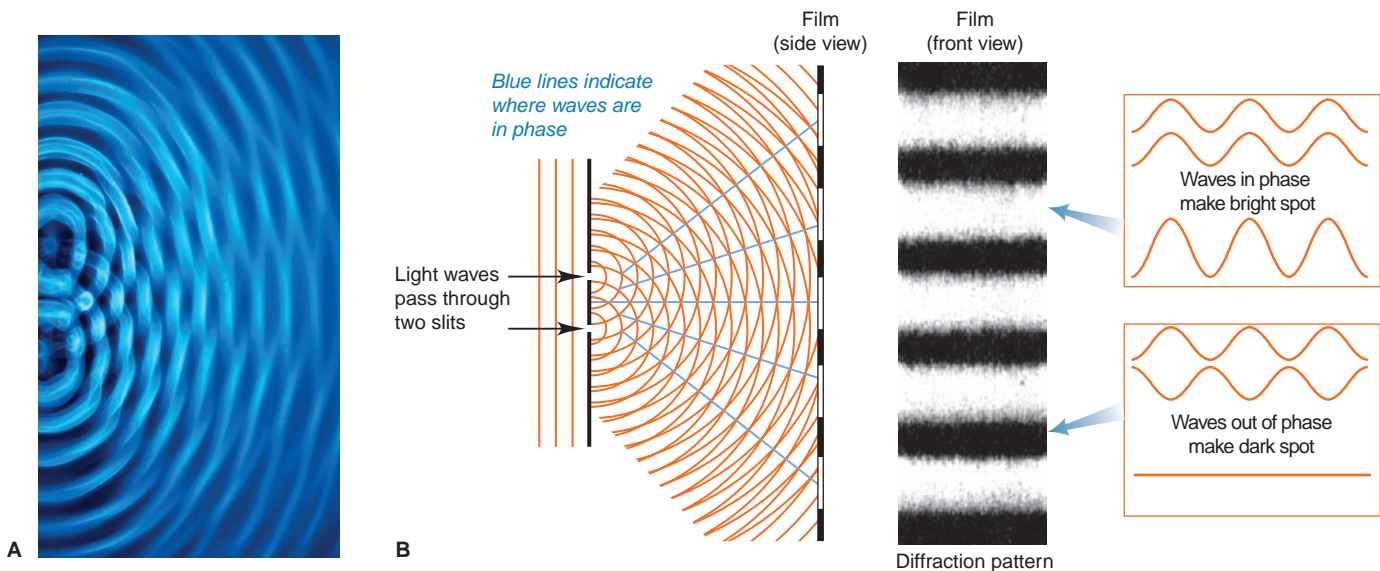 Film
(side view)
Film
(front view)
Blue lines indicate
where waves are
in phase
Light waves
pass through
two slits
Waves in phase
make bright spot
Waves out of phase
make dark spot
A
B
Diffraction pattern